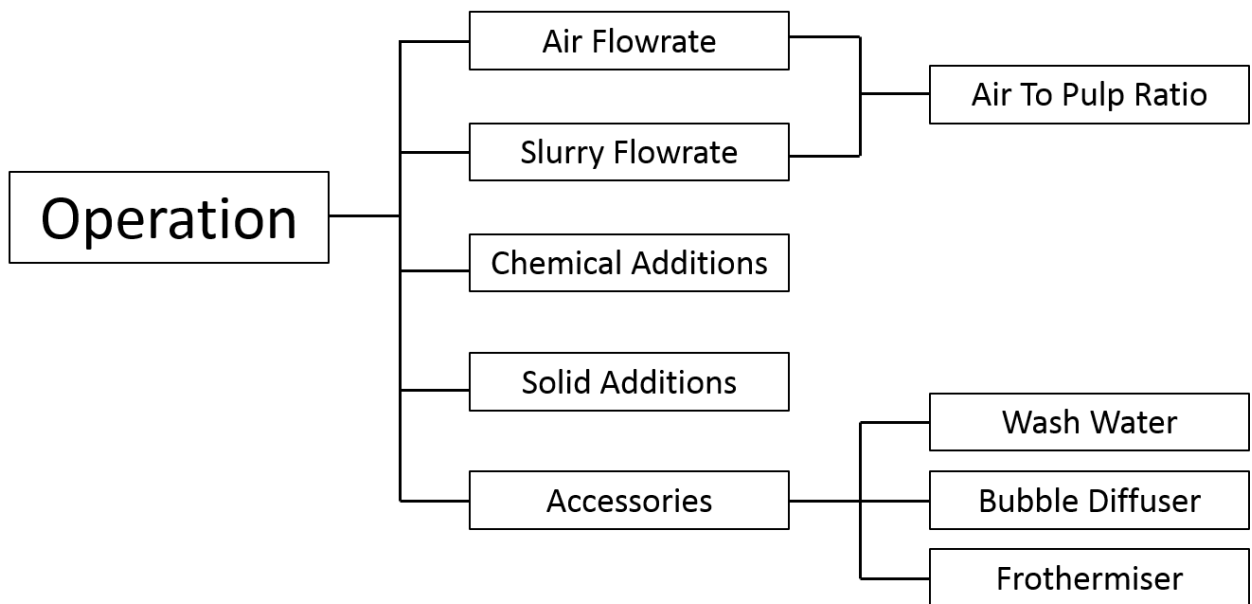 Operation
Air Flowrate
Slurry Flowrate
Chemical Additions
Solid Additions
Accessories
Air To Pulp Ratio
Wash Water
Bubble Diffuser
Frothermiser